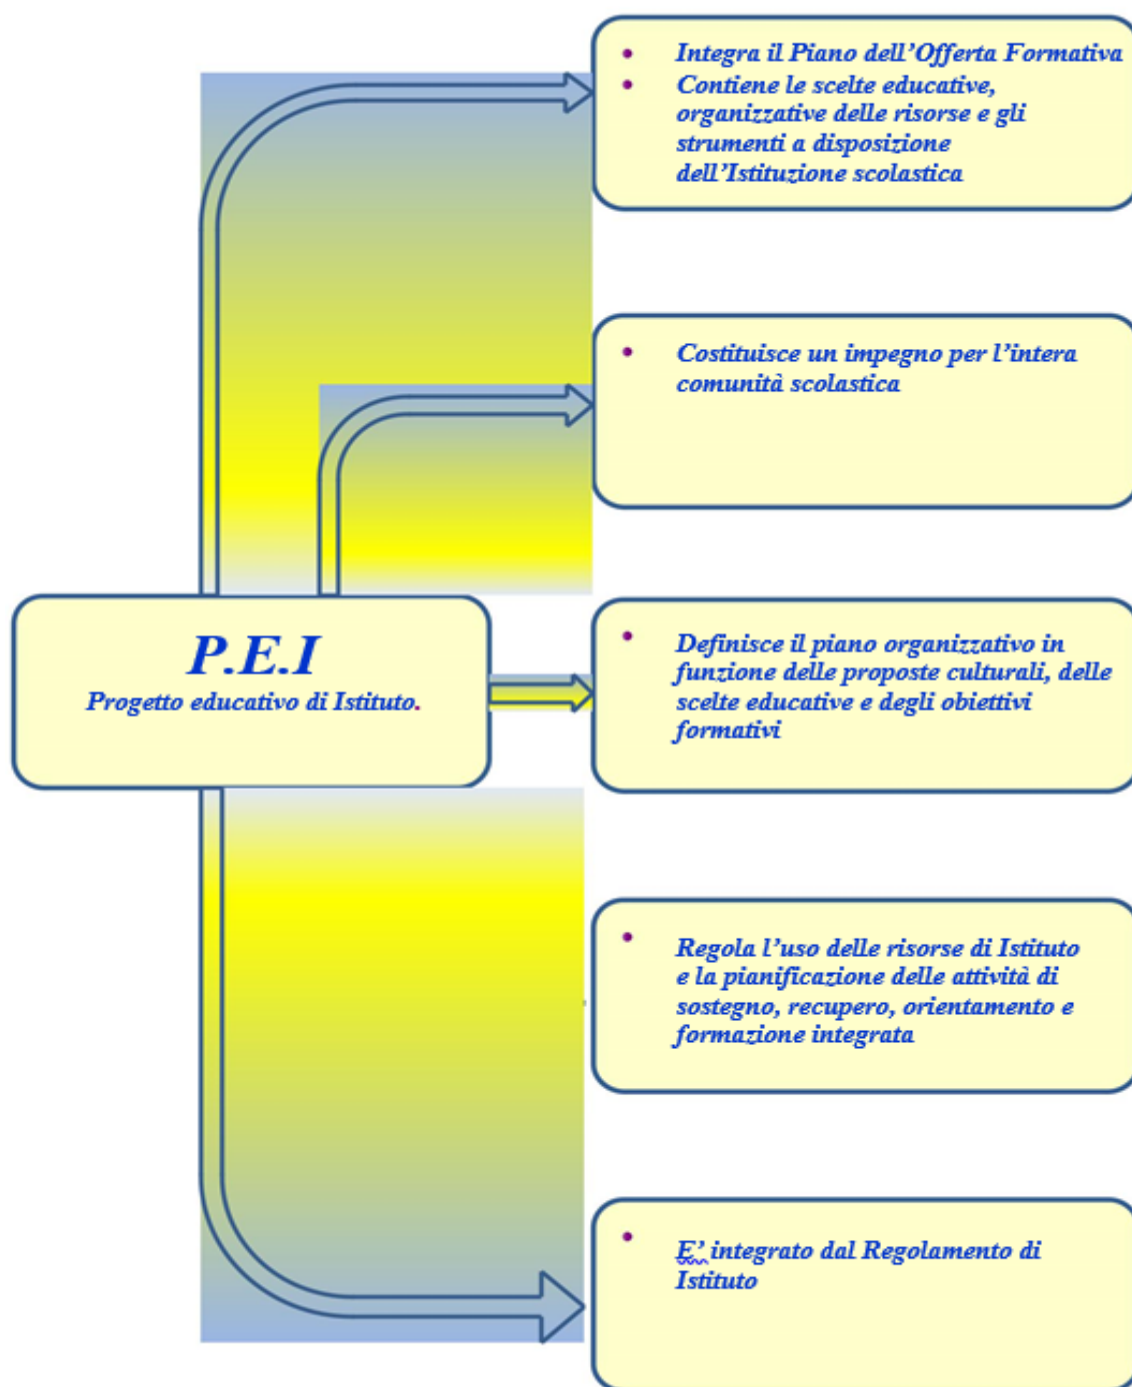 • Integra il Piano dell’Offerta Formativa
• Contiene le scelte educative,
organizzative delle risorse e gli
strumenti a disposizione
dell’Istituzione scolastica
• Costituisce un impegno per l’intera
comunità scolastica
P.E.I
Progetto educativo di Istituto.
• Definisce il piano organizzativo in
funzione delle proposte culturali, delle
scelte educative e degli obiettivi
formativi
• Regola l’uso delle risorse di Istituto
e la pianificazione delle attività di
sostegno, recupero, orientamento e
formazione integrata
• E’ integrato dal Regolamento di
Istituto